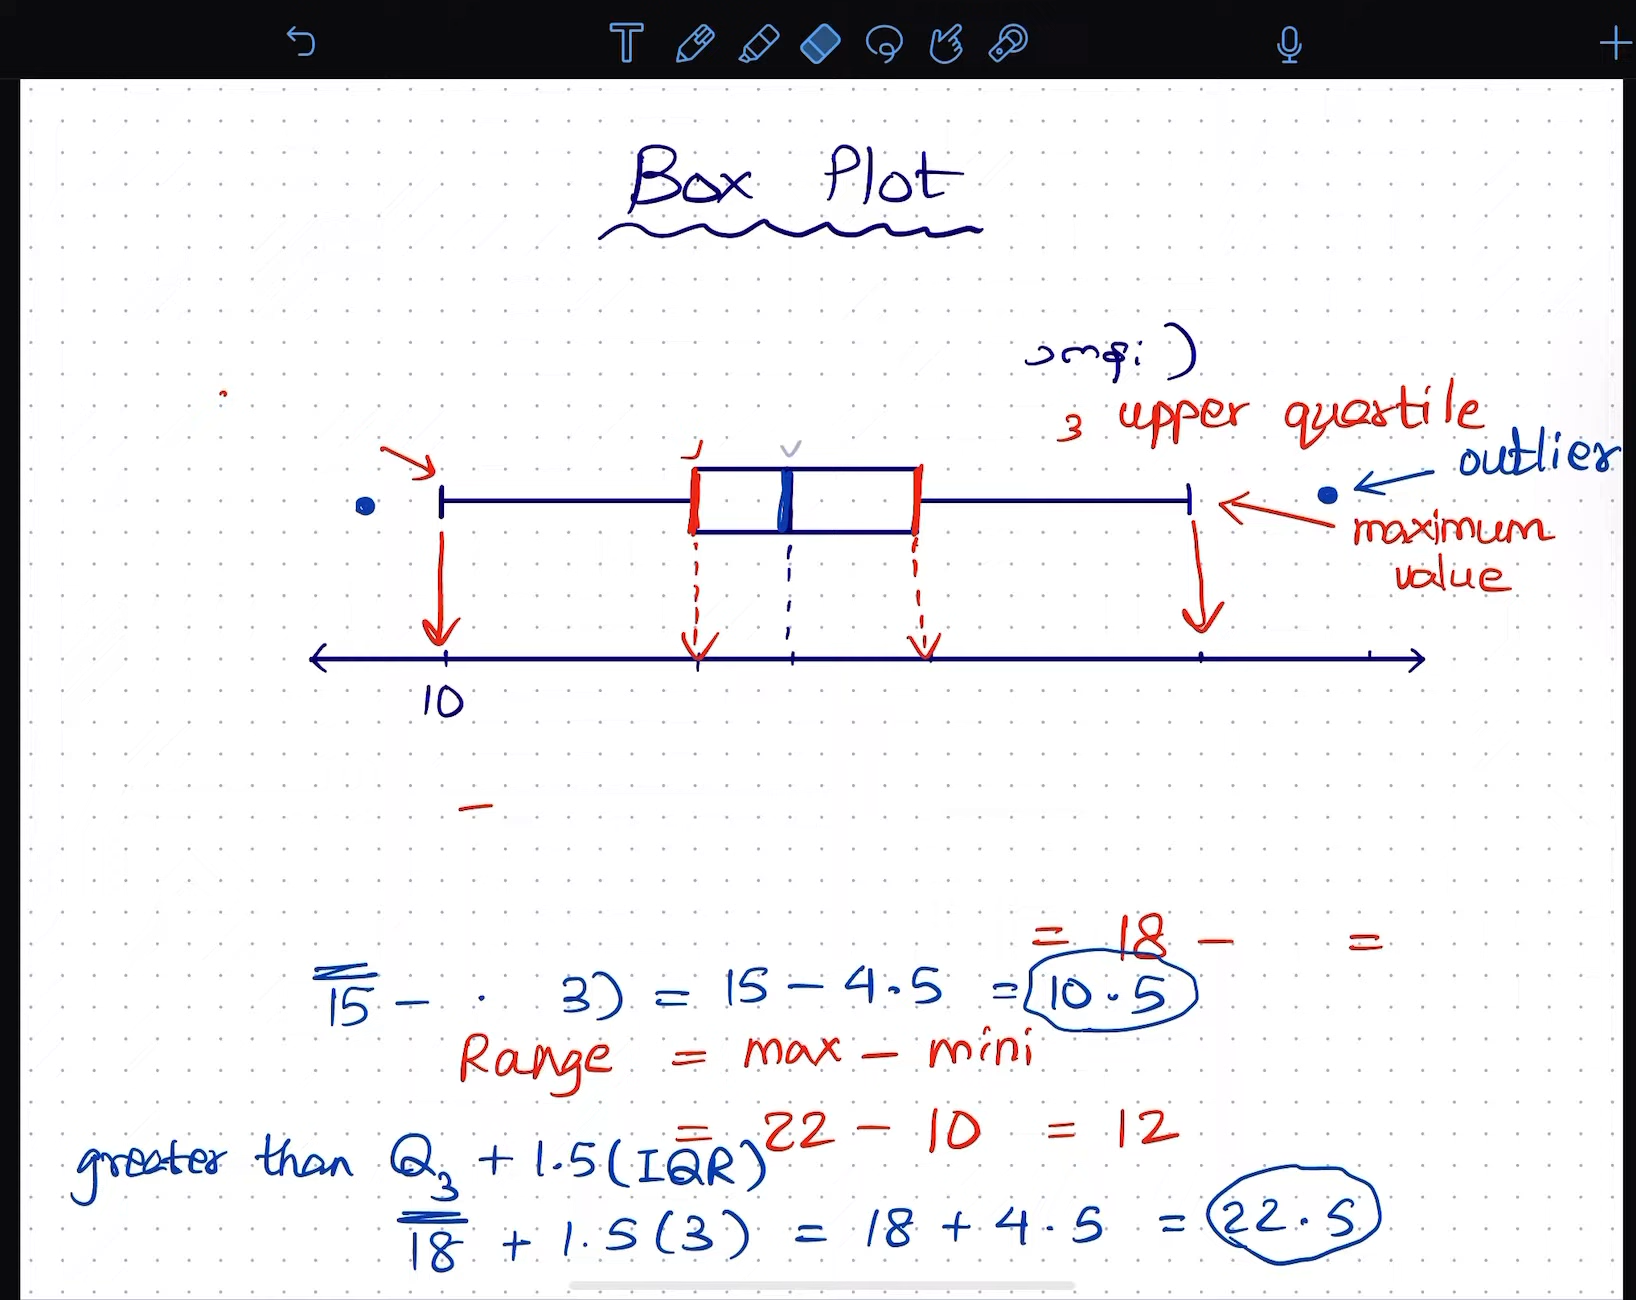 Box Plot
3 upper quartile
outlier
maximum
value
10
= 18 - =
15 - . 3) = 15 - 4.5 = 10.5
Range = max - mini
= 22 - 10 = 12
greater than Q3 + 1.5(IQR)
18 + 1.5(3) = 18 + 4.5 = 22.5